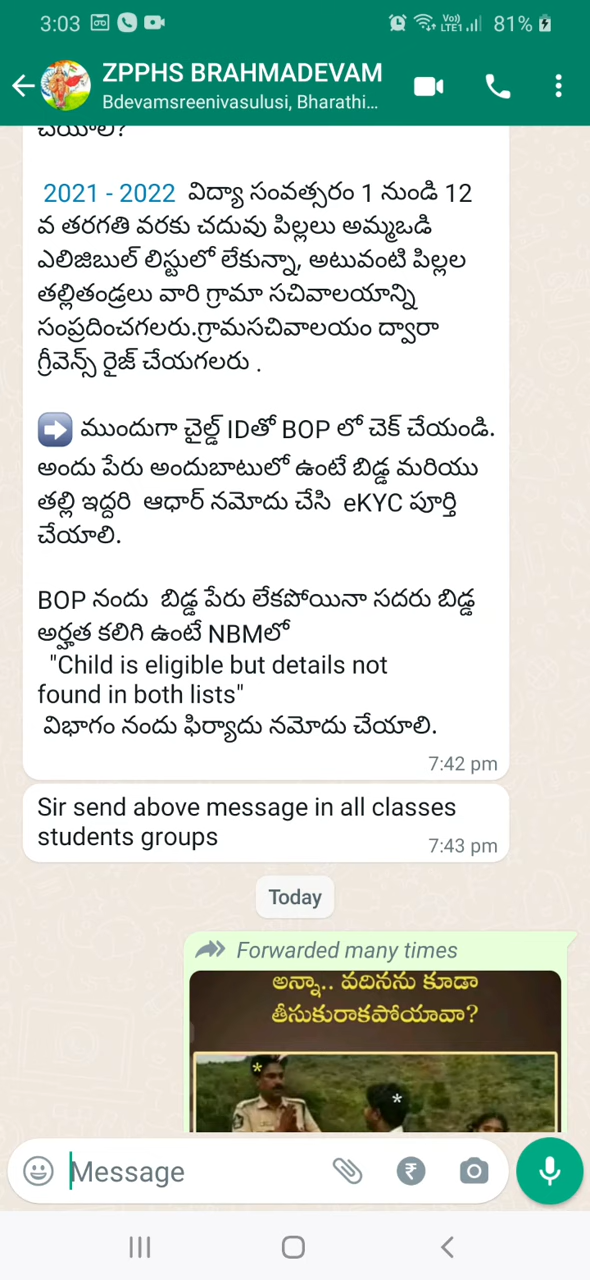 3:03
Vo))
LTE1
81%
ZPPHS BRAHMADEVAM
Bdevamsreenivasulusi, Bharathi...
చేయాలి?
2021 - 2022 విద్యా సంవత్సరం 1 నుండి 12
వ తరగతి వరకు చదువు పిల్లలు అమ్మఒడి
ఎలిజిబుల్ లిస్టులో లేకున్నా, అటువంటి పిల్లల
తల్లితండ్రలు వారి గ్రామా సచివాలయాన్ని
సంప్రదించగలరు.గ్రామసచివాలయం ద్వారా
గ్రీవెన్స్ రైజ్ చేయగలరు .
➡ ముందుగా చైల్డ్ IDతో BOP లో చెక్ చేయండి.
అందు పేరు అందుబాటులో ఉంటే బిడ్డ మరియు
తల్లి ఇద్దరి ఆధార్ నమోదు చేసి eKYC పూర్తి
చేయాలి.
BOP నందు బిడ్డ పేరు లేకపోయినా సదరు బిడ్డ
అర్హత కలిగి ఉంటే NBMలో
"Child is eligible but details not
found in both lists"
విభాగం నందు ఫిర్యాదు నమోదు చేయాలి.
7:42 pm
Sir send above message in all classes
students groups
7:43 pm
Today
Forwarded many times
అన్నా.. వదినను కూడా
తీసుకురాకపోయావా?
Message